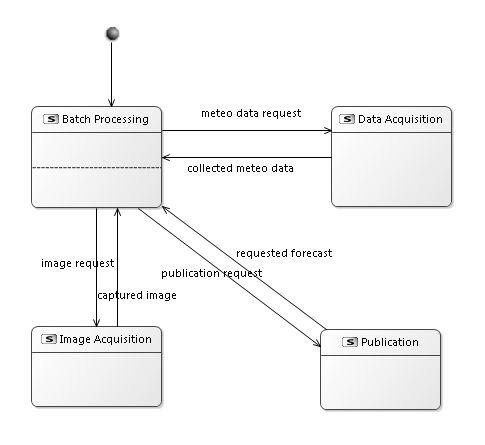 S Batch Processing
meteo data request
S Data Acquisition
collected meteo data
requested forecast
image request
publication request
captured image
S Image Acquisition
S Publication